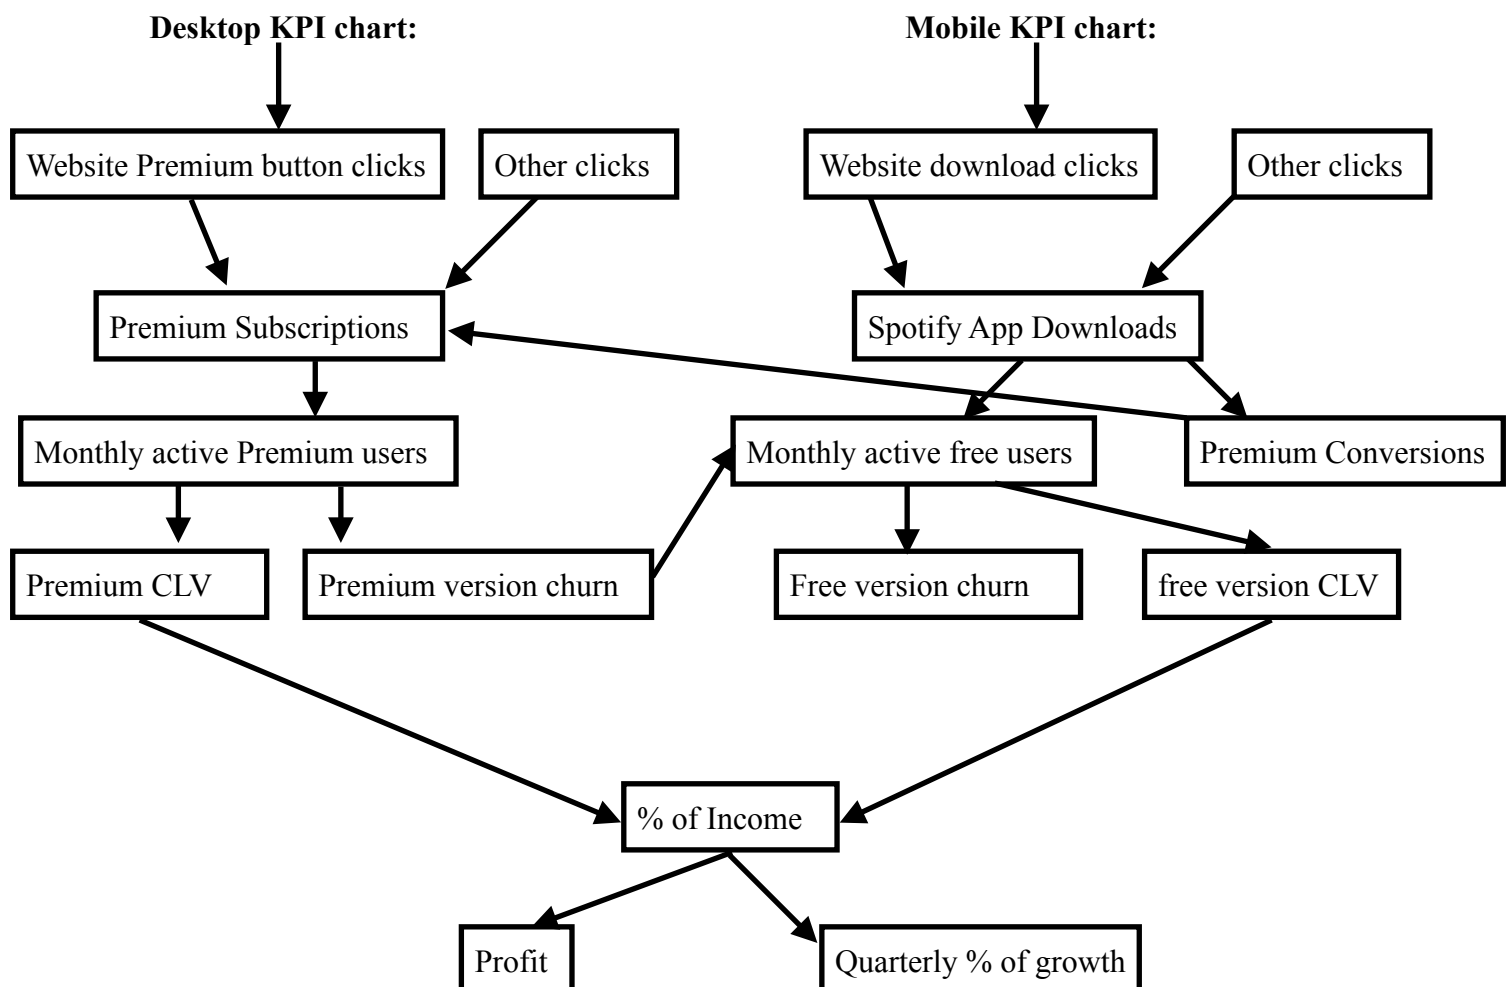 Desktop KPI chart:
Mobile KPI chart:
Website Premium button clicks
Other clicks
Website download clicks
Other clicks
Premium Subscriptions
Spotify App Downloads
Monthly active Premium users
Monthly active free users
Premium Conversions
Premium CLV
Premium version churn
Free version churn
free version CLV
% of Income
Profit
Quarterly % of growth